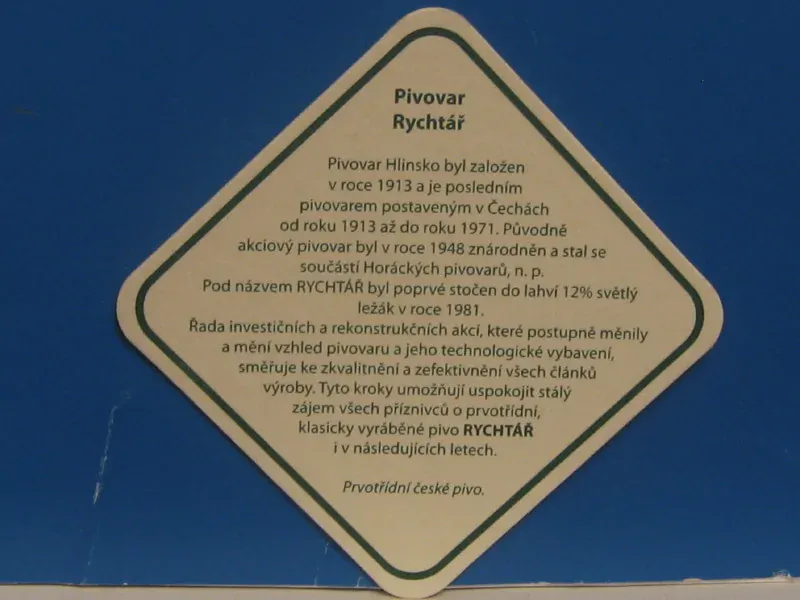 Pivovar
Rychtář
Pivovar Hlinsko byl založen
v roce 1913 a je posledním
pivovarem postaveným v Čechách
od roku 1913 až do roku 1971. Původně
akciový pivovar byl v roce 1948 znárodněn a stal se
součástí Horáckých pivovarů, n. p.
Pod názvem RYCHTÁŘ byl poprvé stočen do lahví 12% světlý
ležák v roce 1981.
Řada investičních a rekonstrukčních akcí, které postupně měnily
a mění vzhled pivovaru a jeho technologické vybavení,
směřuje ke zkvalitnění a zefektivnění všech článků
výroby. Tyto kroky umožňují uspokojit stálý
zájem všech příznivců o prvotřídní,
klasicky vyráběné pivo RYCHTÁŘ
i v následujících letech.
Prvotřídní české pivo.